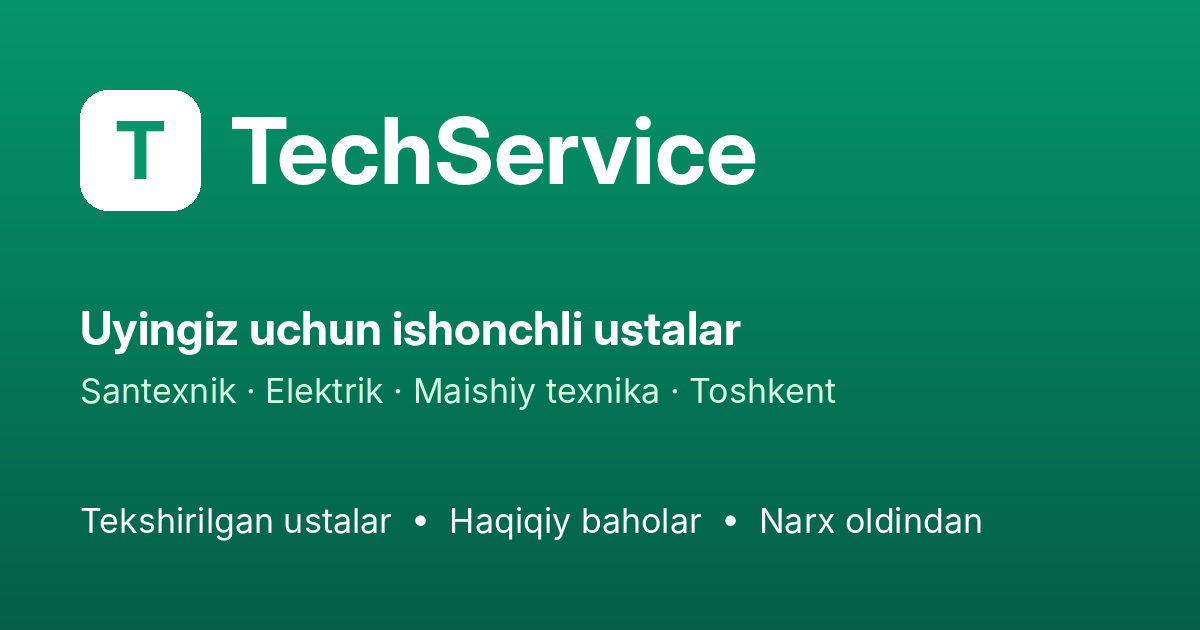 T TechService
Uyingiz uchun ishonchli ustalar
Santexnik · Elektrik · Maishiy texnika · Toshkent
Tekshirilgan ustalar • Haqiqiy baholar • Narx oldindan